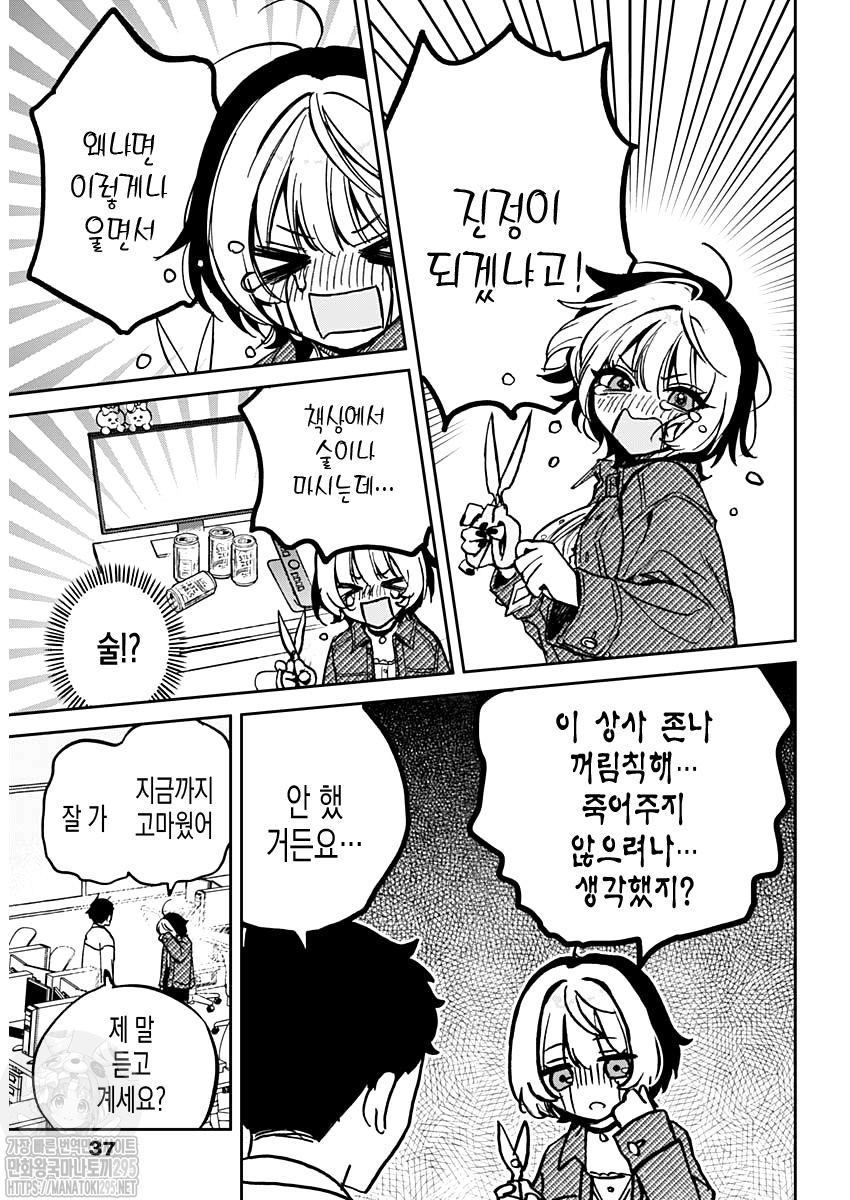 진정이
되겠냐고!
왜냐면
이렇게나
울면서
책상에서
술이나
마시는데…
술!?
이 상사 존나
꺼림칙해…
죽어주지
않으려나…
생각했지?
안 했
거든요…
지금까지
고마웠어
잘 가
제 말
듣고
계세요?
37
가장 빠른 번역만화 사이트
만화왕국마나토끼295
HTTPS://MANATOKI295.NET